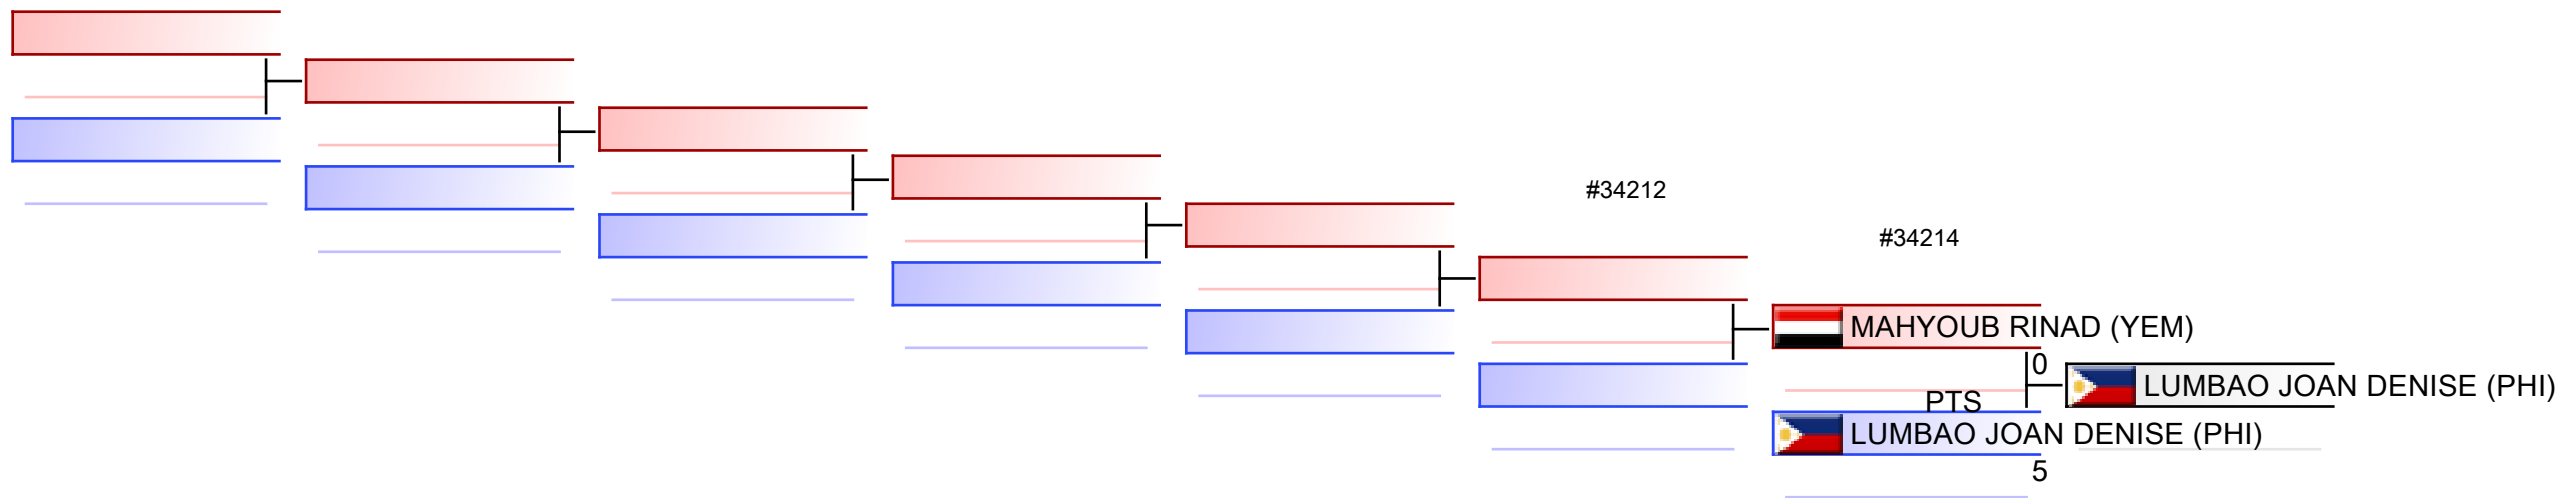 #34212
#34214
MAHYOUB RINAD (YEM)
0
LUMBAO JOAN DENISE (PHI)
PTS
LUMBAO JOAN DENISE (PHI)
5